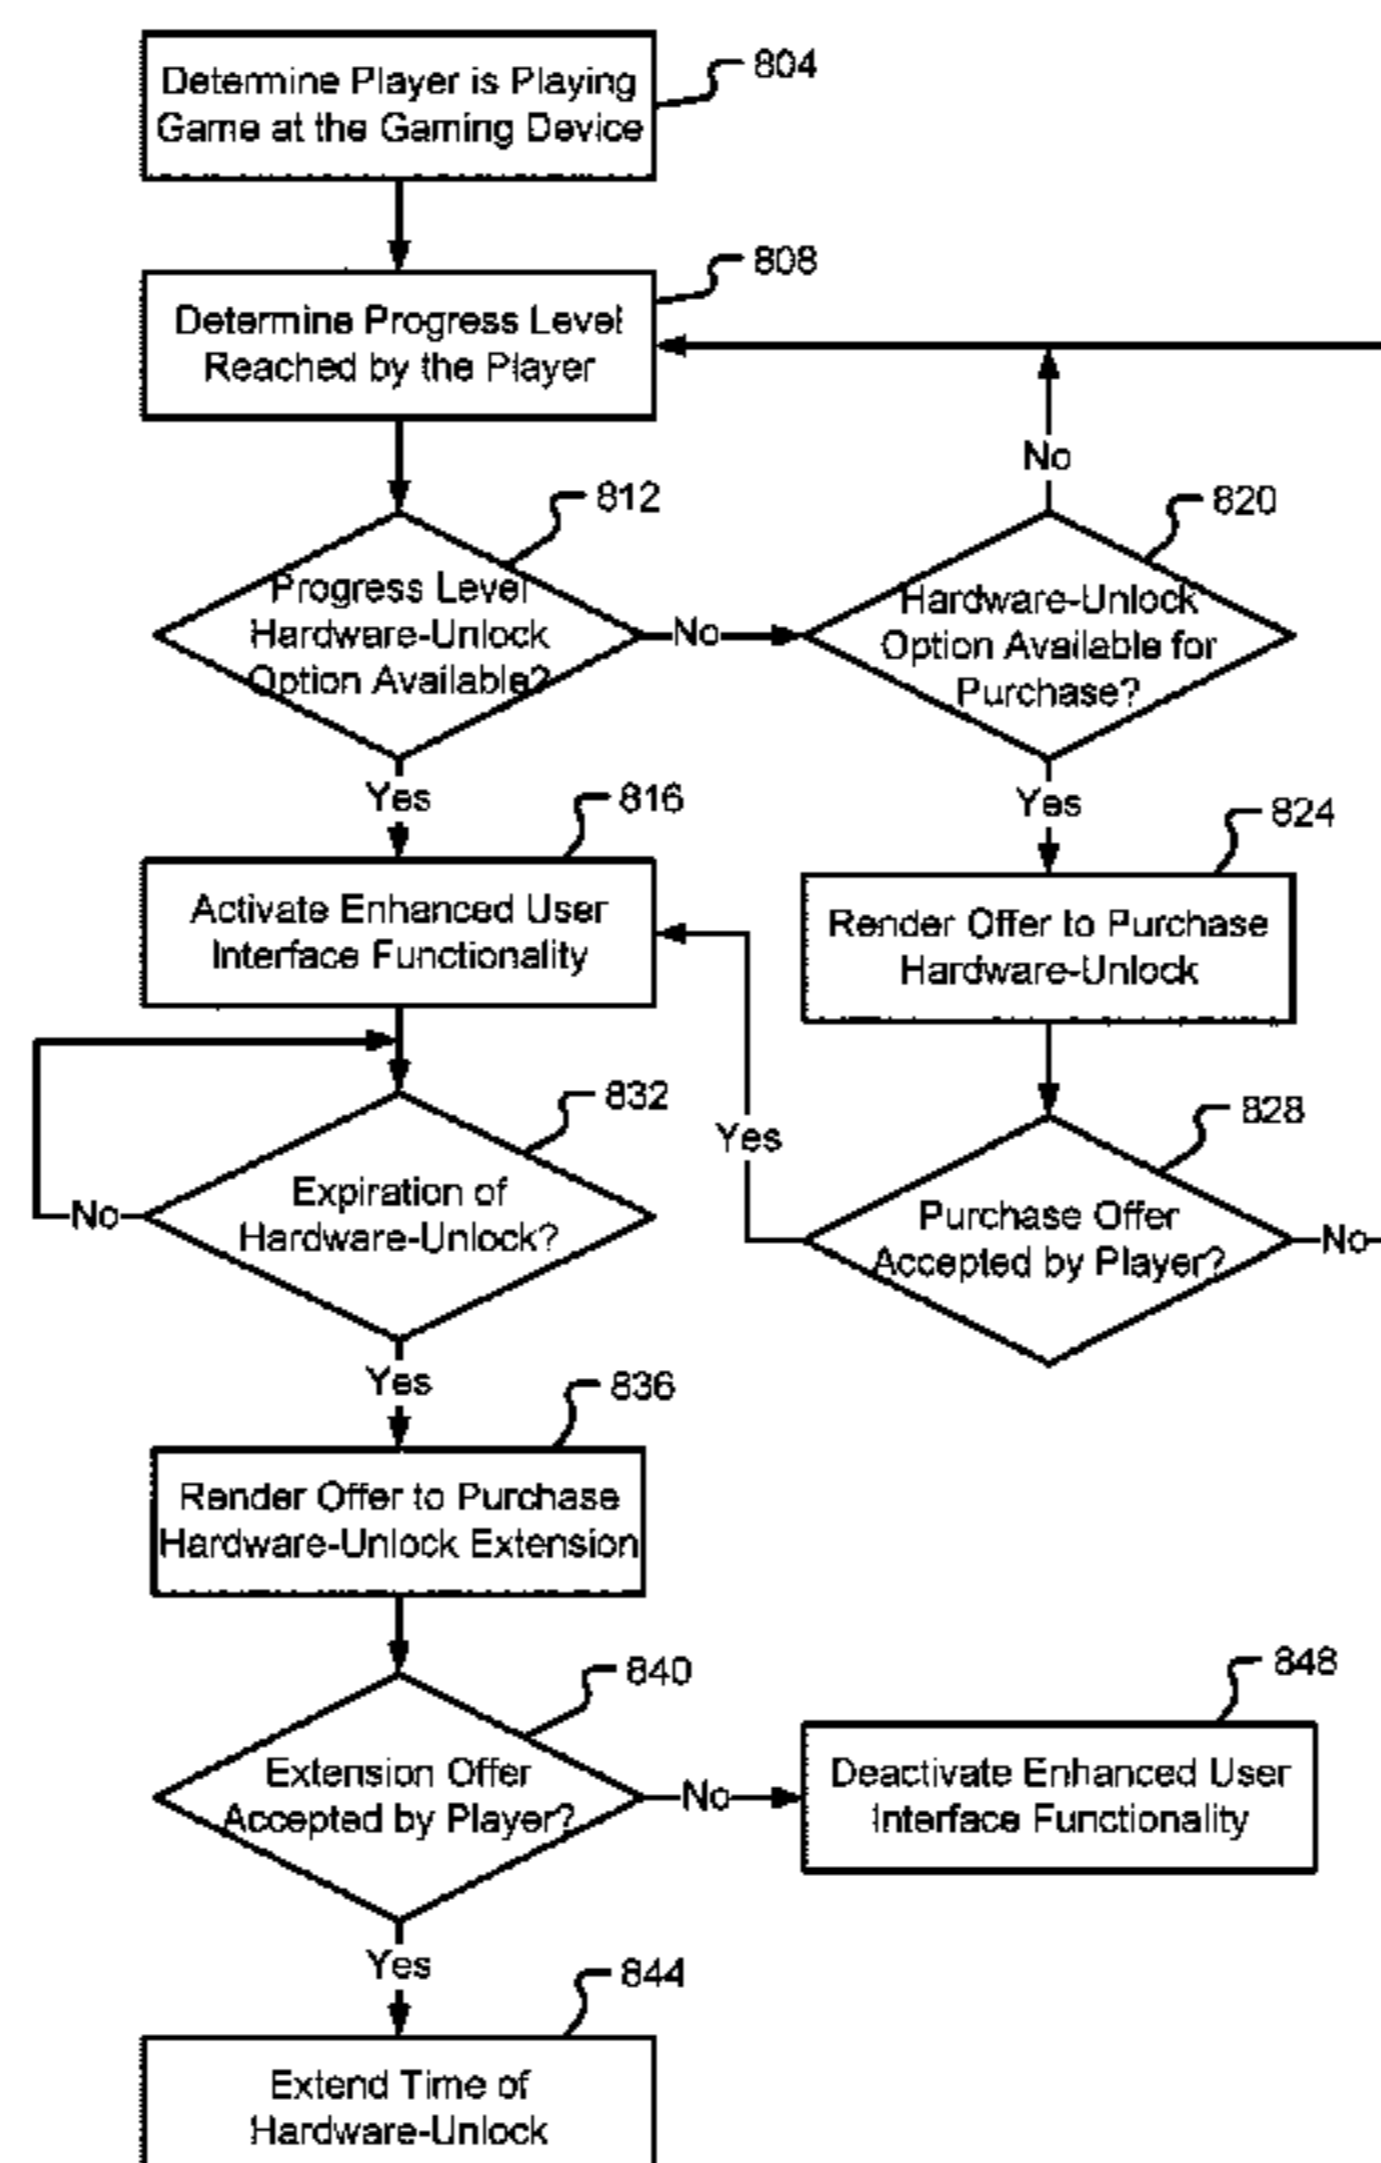 Determine Player is Playing
Game at the Gaming Device
804
Determine Progress Level
Reached by the Player
808
Progress Level
Hardware-Unlock
Option Available?
812
No
Hardware-Unlock
Option Available for
Purchase?
820
No
Yes
Yes
Activate Enhanced User
Interface Functionality
816
Render Offer to Purchase
Hardware-Unlock
824
Expiration of
Hardware-Unlock?
832
No
Yes
Purchase Offer
Accepted by Player?
828
No
Yes
Render Offer to Purchase
Hardware-Unlock Extension
836
Extension Offer
Accepted by Player?
840
No
Deactivate Enhanced User
Interface Functionality
848
Yes
Extend Time of
Hardware-Unlock
844